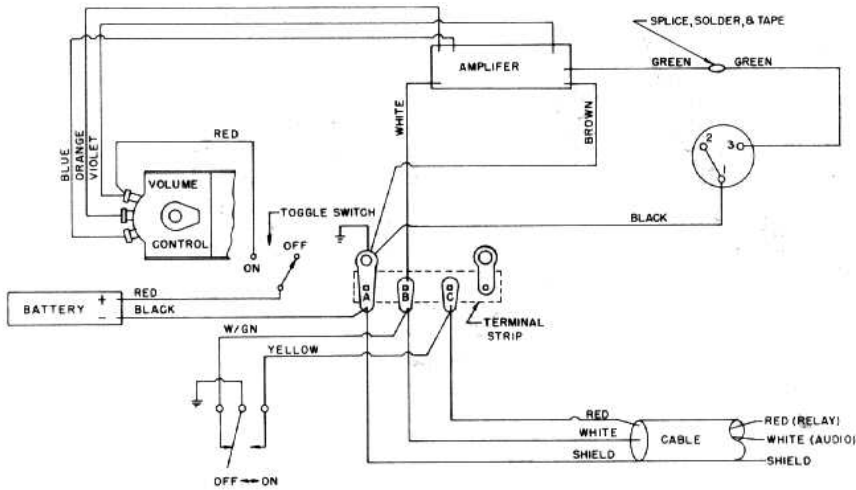 SPLICE, SOLDER, & TAPE
AMPLIFER
GREEN
GREEN
WHITE
BROWN
BLUE
ORANGE
VIOLET
RED
VOLUME
CONTROL
TOGGLE SWITCH
OFF
ON
2
3
1
BLACK
BATTERY
+
-
RED
BLACK
A
B
C
TERMINAL
STRIP
W/GN
YELLOW
OFF ↔ ON
RED
WHITE
SHIELD
CABLE
RED (RELAY)
WHITE (AUDIO)
SHIELD